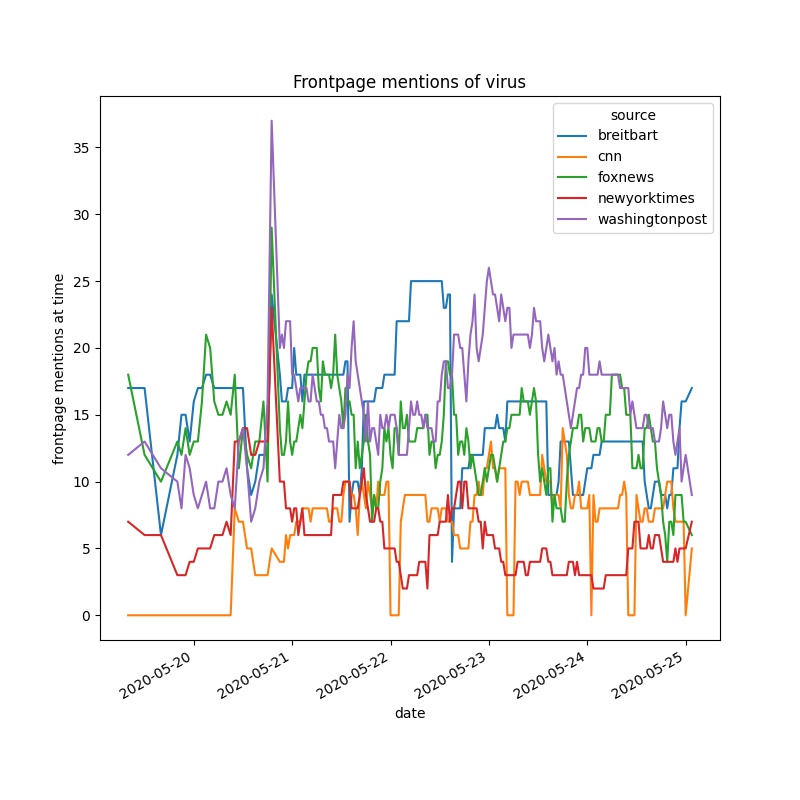 Frontpage mentions of virus
source
breitbart
cnn
foxnews
newyorktimes
washingtonpost
frontpage mentions at time
35
30
25
20
15
10
5
0
2020-05-20
2020-05-21
2020-05-22
2020-05-23
2020-05-24
2020-05-25
date